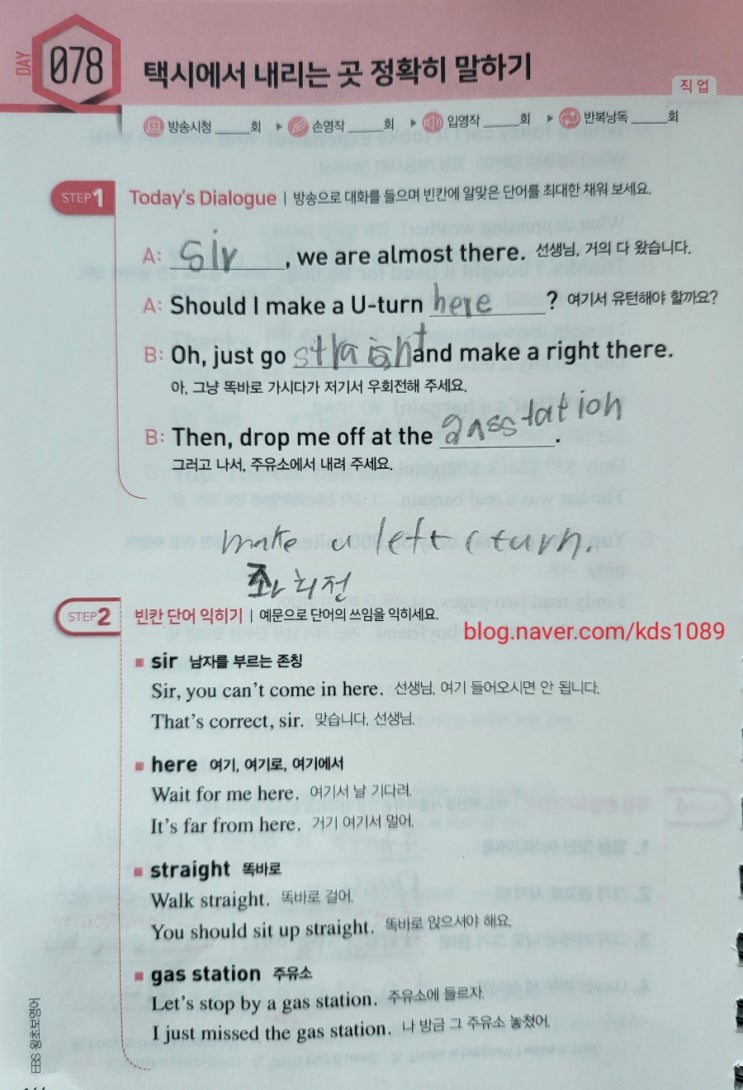 DAY 078 택시에서 내리는 곳 정확히 말하기
직업
방송시청 ____회 ▶ 손영작 ____회 ▶ 입영작 ____회 ▶ 반복낭독 ____회
STEP 1 Today's Dialogue | 방송으로 대화를 들으며 빈칸에 알맞은 단어를 최대한 채워 보세요.
A: sir, we are almost there. 선생님, 거의 다 왔습니다.
A: Should I make a U-turn here? 여기서 유턴해야 할까요?
B: Oh, just go straight and make a right there.
아, 그냥 똑바로 가시다가 저기서 우회전해 주세요.
B: Then, drop me off at the gas station.
그러고 나서, 주유소에서 내려 주세요.
make a left turn.
좌회전
STEP 2 빈칸 단어 익히기 | 예문으로 단어의 쓰임을 익히세요.
blog.naver.com/kds1089
■ sir 남자를 부르는 존칭
Sir, you can't come in here. 선생님, 여기 들어오시면 안 됩니다.
That's correct, sir. 맞습니다, 선생님.
■ here 여기, 여기로, 여기에서
Wait for me here. 여기서 날 기다려.
It's far from here. 거기 여기서 멀어.
■ straight 똑바로
Walk straight. 똑바로 걸어.
You should sit up straight. 똑바로 앉으셔야 해요.
■ gas station 주유소
Let's stop by a gas station. 주유소에 들르자.
I just missed the gas station. 나 방금 그 주유소 놓쳤어.
EBS 왕초보영어